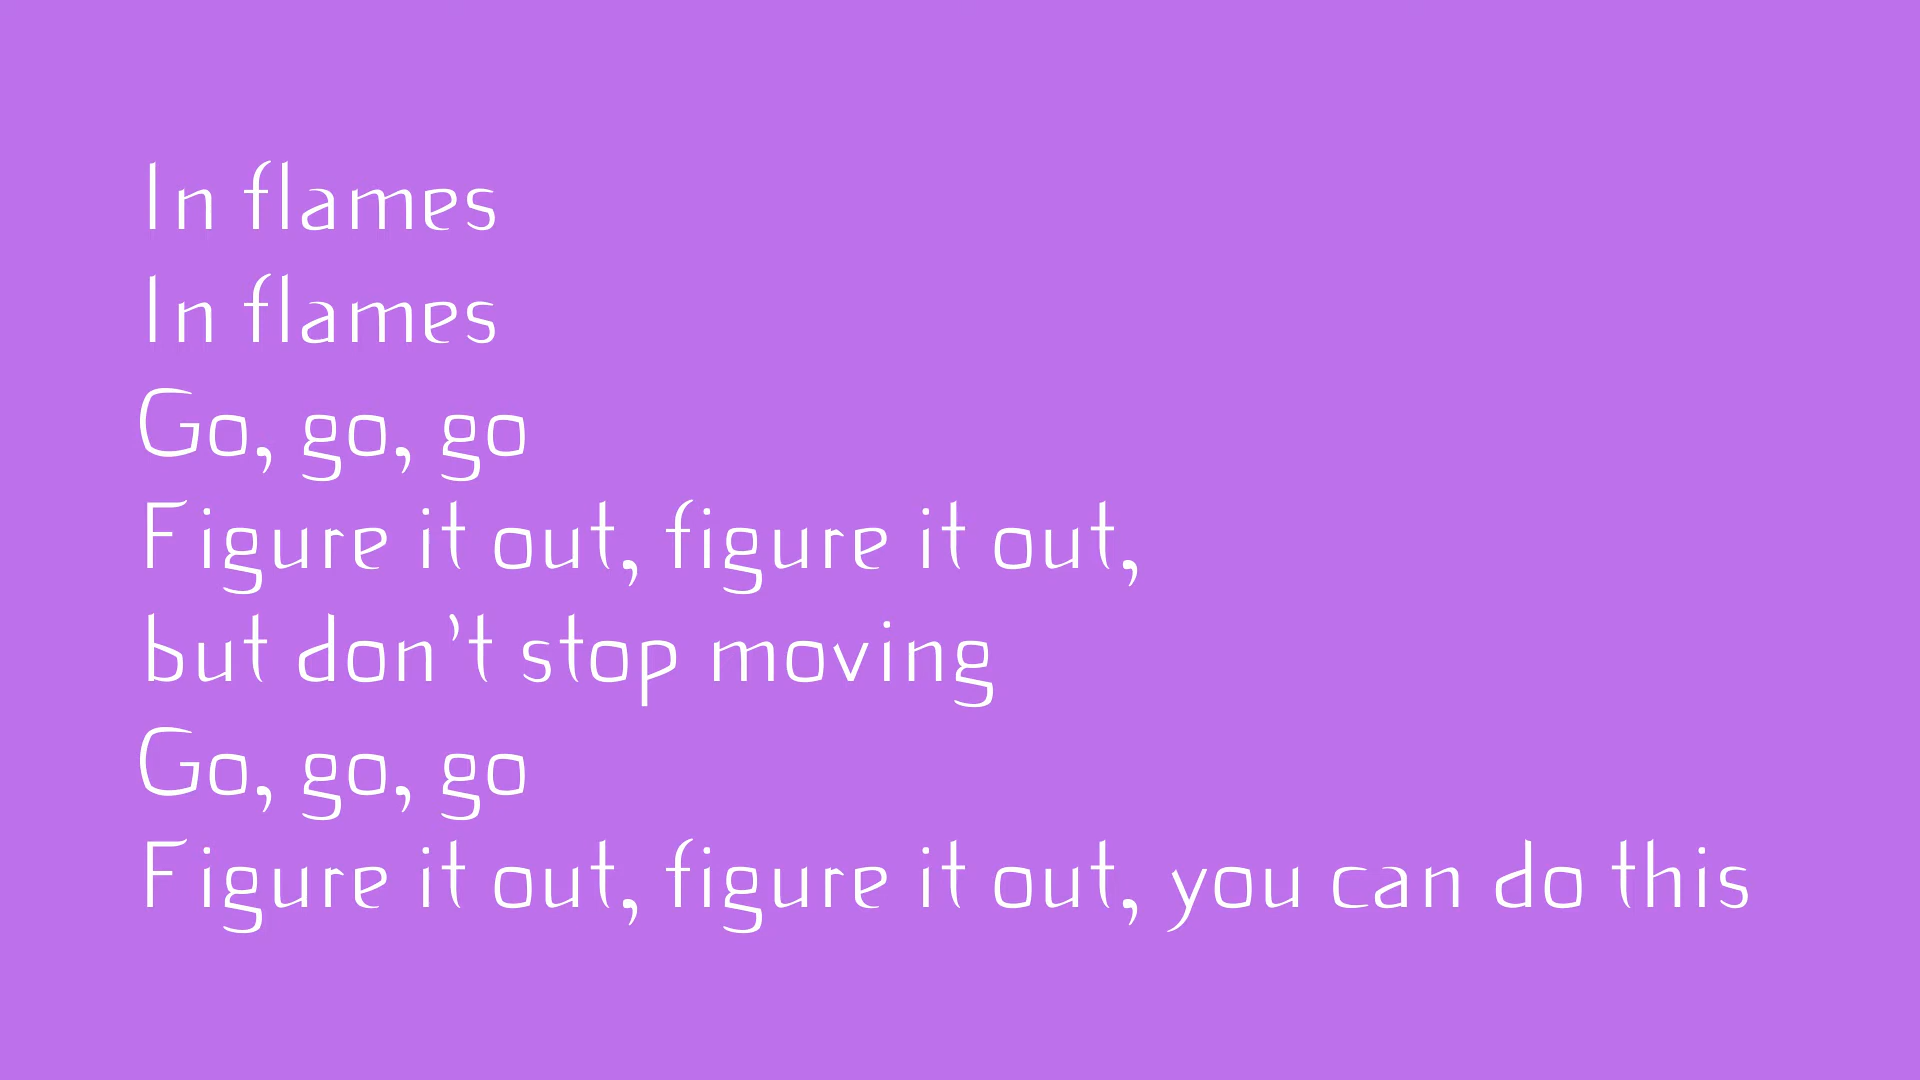 In flames
In flames
Go, go, go
Figure it out, figure it out,
but don't stop moving
Go, go, go
Figure it out, figure it out, you can do this